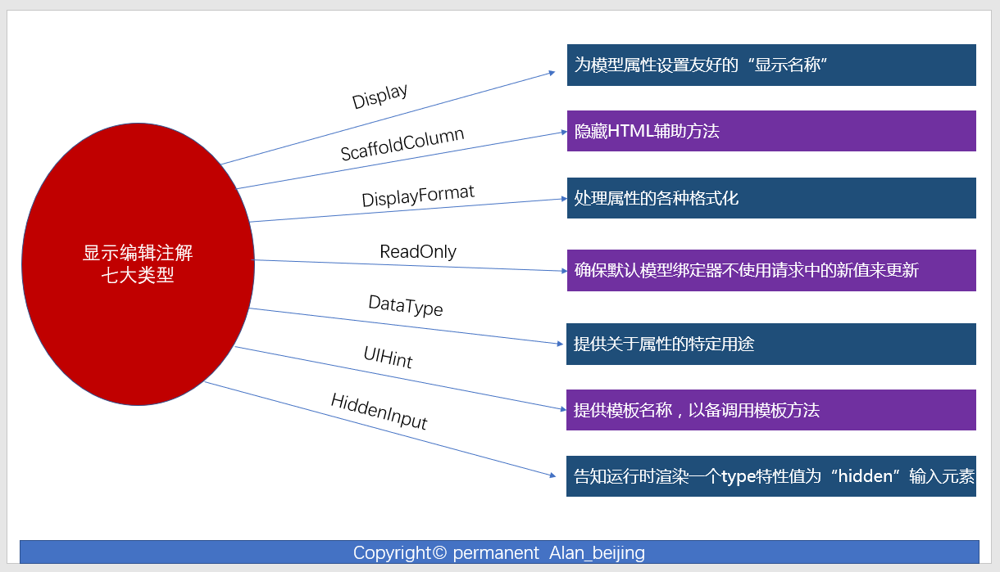 显示编辑注解
七大类型
Display
为模型属性设置友好的“显示名称”
ScaffoldColumn
隐藏HTML辅助方法
DisplayFormat
处理属性的各种格式化
ReadOnly
确保默认模型绑定器不使用请求中的新值来更新
DataType
提供关于属性的特定用途
UIHint
提供模板名称，以备调用模板方法
HiddenInput
告知运行时渲染一个type特性值为“hidden”输入元素
Copyright© permanent Alan_beijing